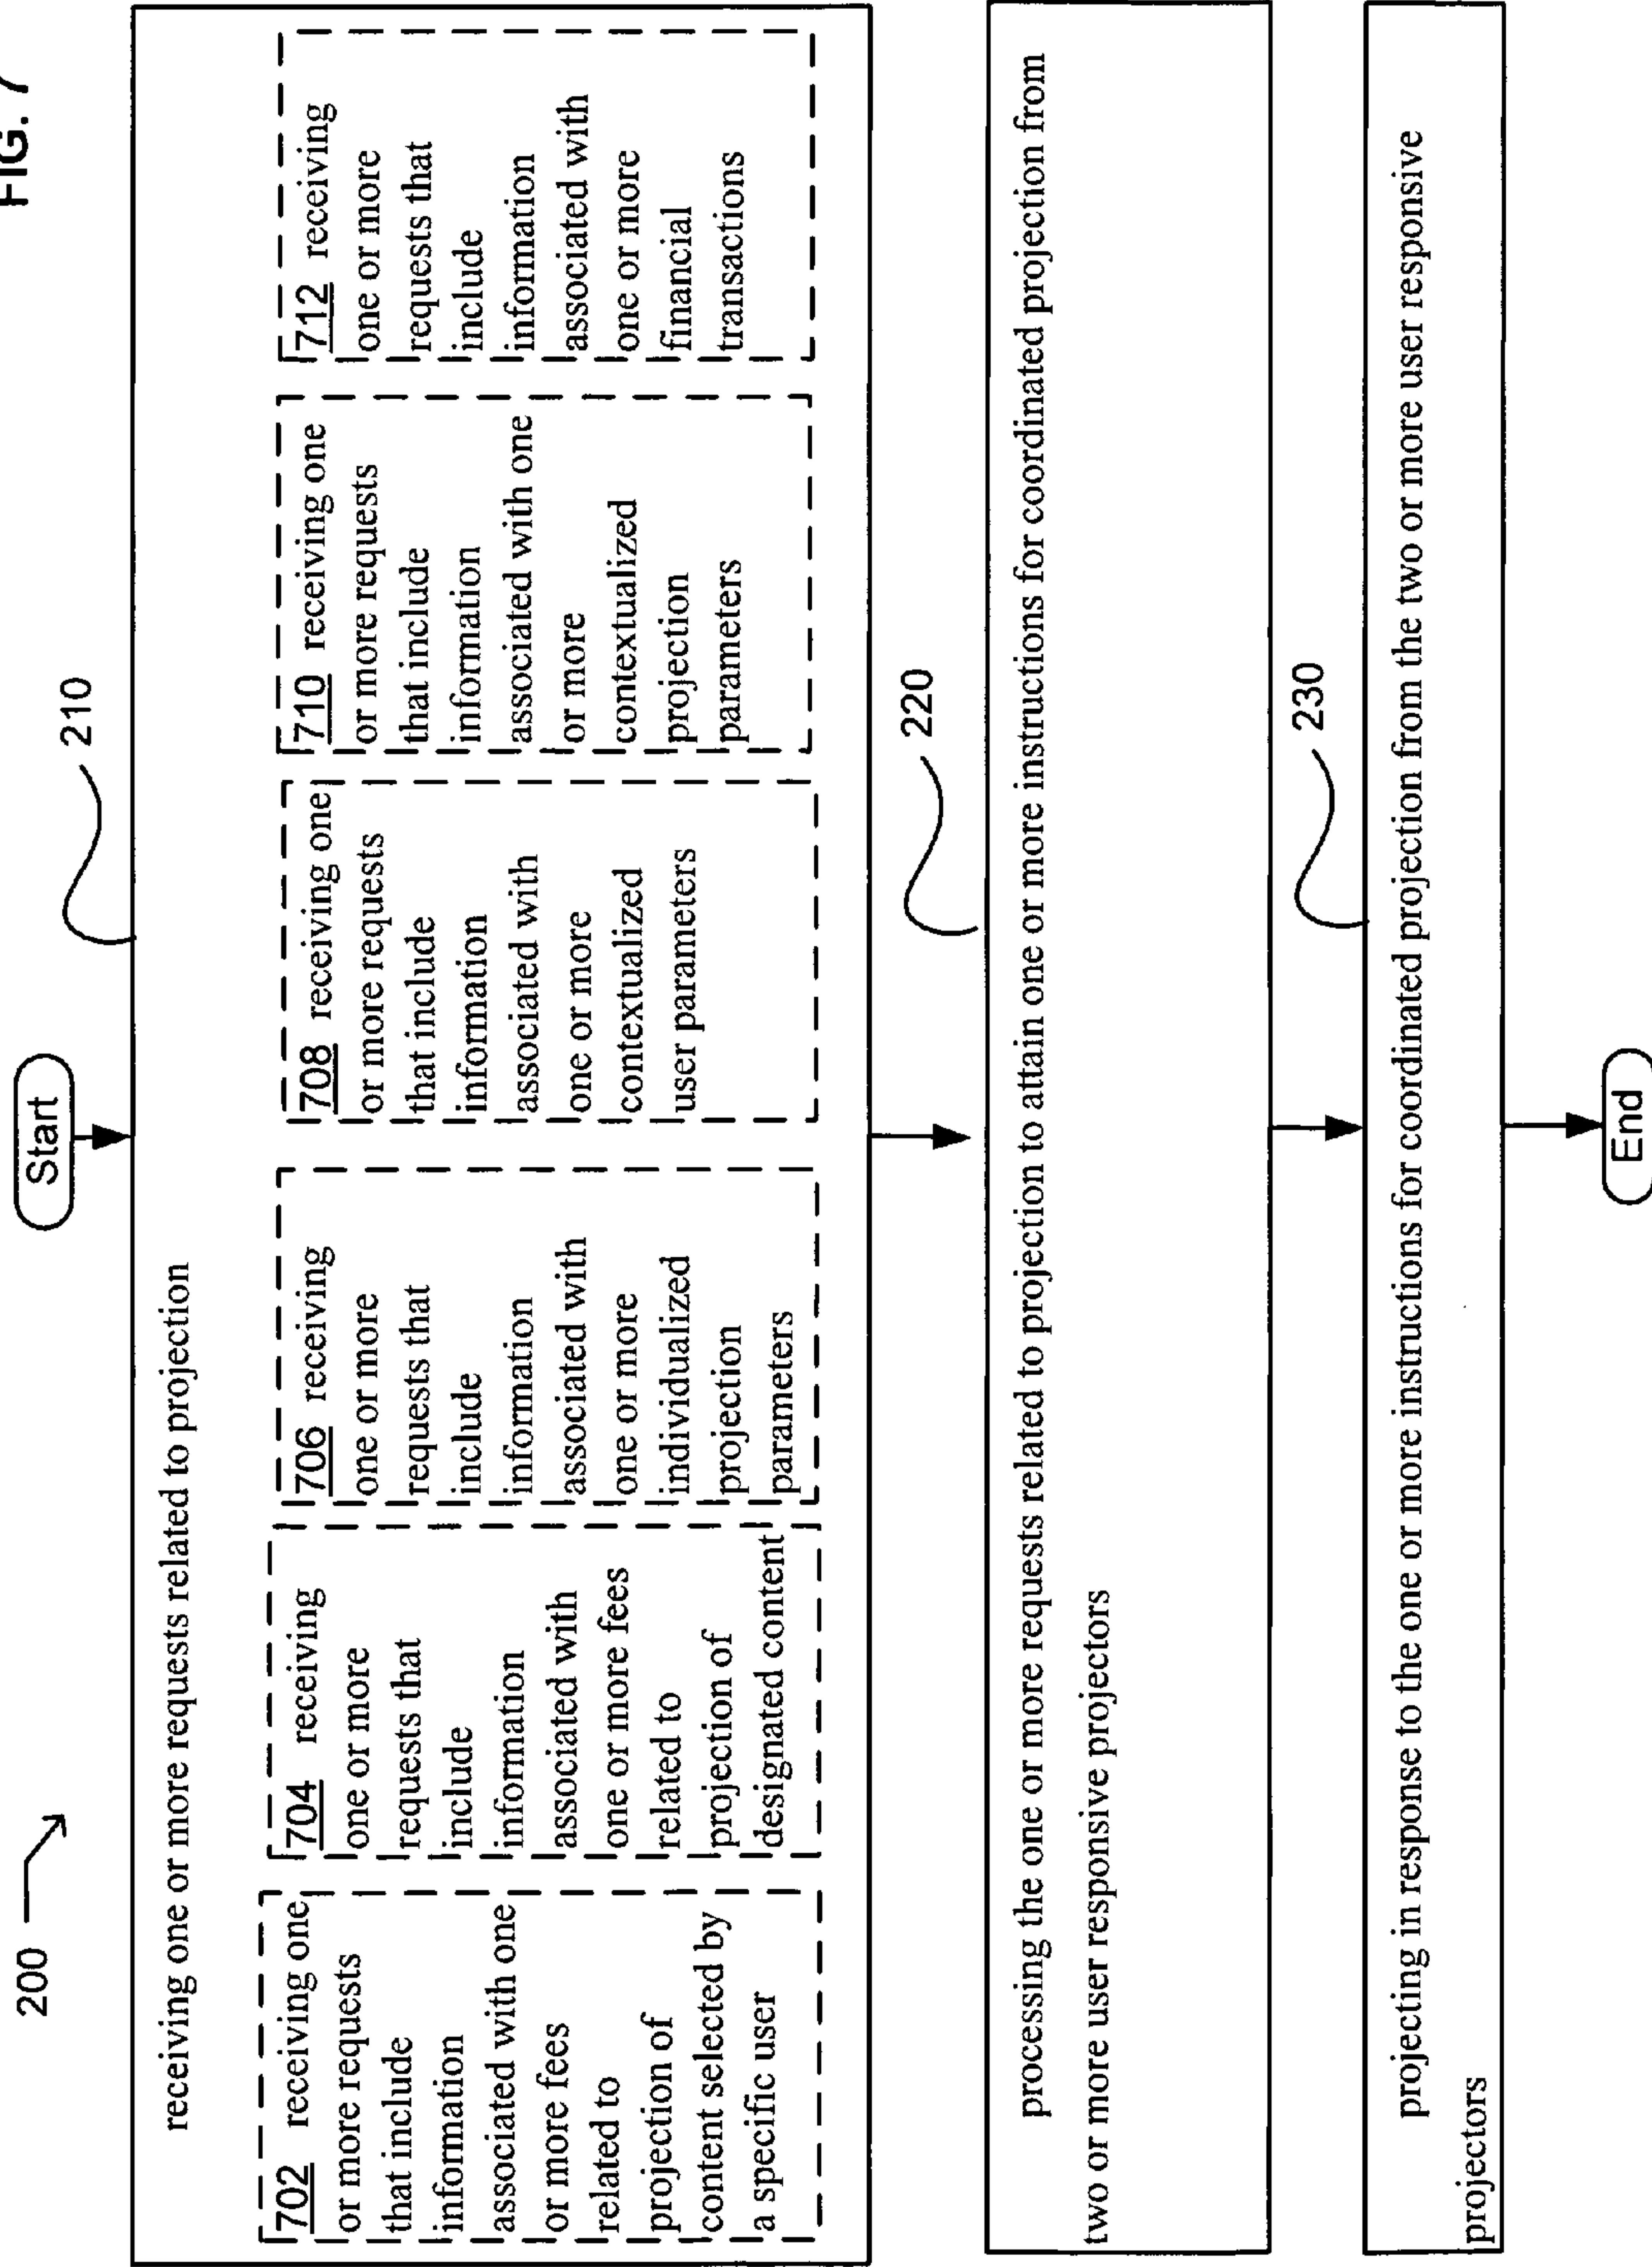 FIG. 7
200
Start
210
receiving one or more requests related to projection
702 receiving one
or more requests
that include
information
associated with one
or more fees
related to
projection of
content selected by
a specific user
704 receiving
one or more
requests that
include
information
associated with
one or more fees
related to
projection of
designated content
706 receiving
one or more
requests that
include
information
associated with
one or more
individualized
projection
parameters
708 receiving one
or more requests
that include
information
associated with
one or more
contextualized
user parameters
710 receiving one
or more requests
that include
information
associated with one
or more
contextualized
projection
parameters
712 receiving
one or more
requests that
include
information
associated with
one or more
financial
transactions
220
processing the one or more requests related to projection to attain one or more instructions for coordinated projection from
two or more user responsive projectors
230
projecting in response to the one or more instructions for coordinated projection from the two or more user responsive
projectors
End